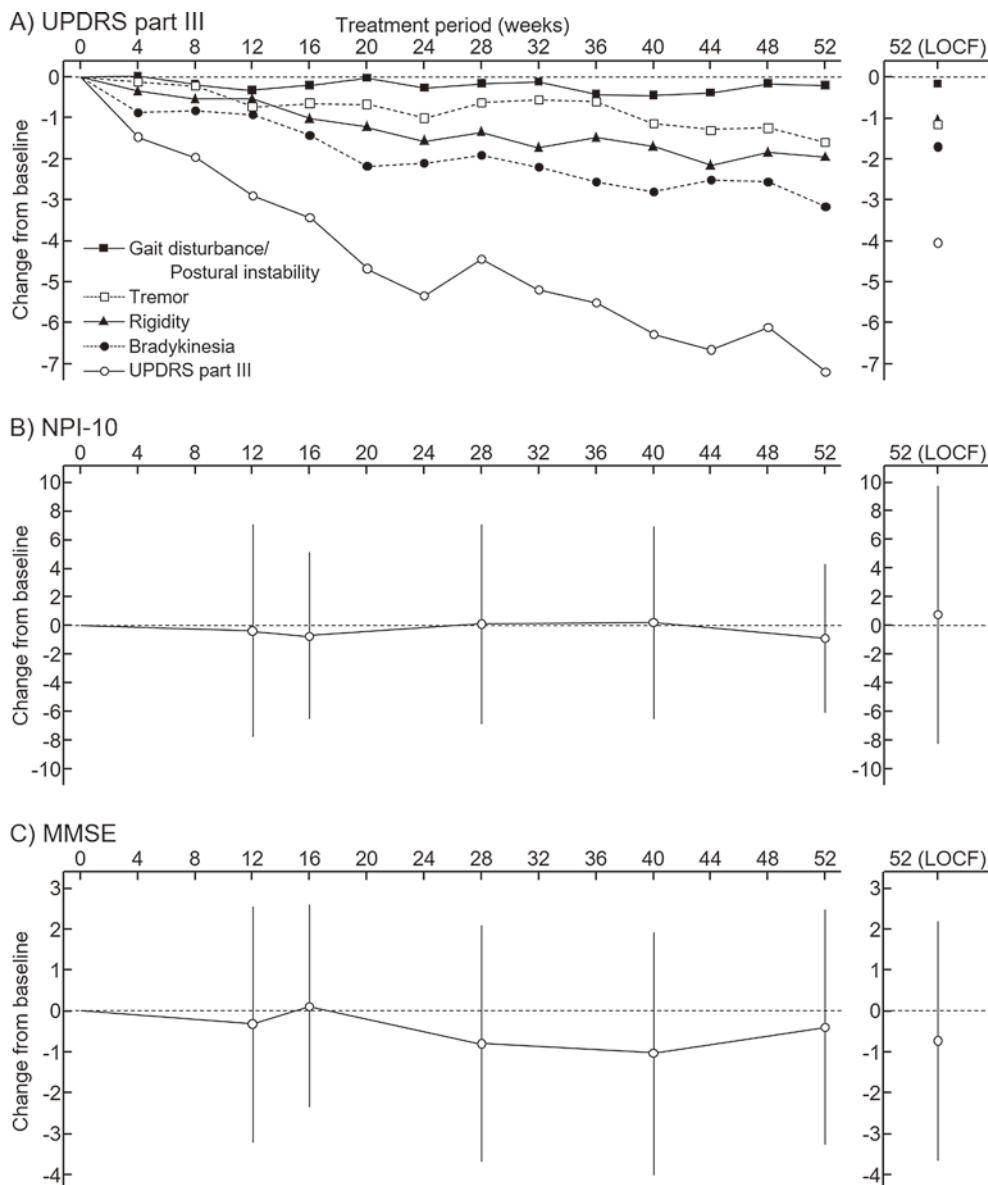 A) UPDRS part III
Treatment period (weeks)
0 4 8 12 16 20 24 28 32 36 40 44 48 52 52 (LOCF)
0 0
-1 -1
-2 -2
-3 -3
-4 -4
-5 -5
-6 -6
-7 -7
Change from baseline
Gait disturbance/
Postural instability
Tremor
Rigidity
Bradykinesia
UPDRS part III
B) NPI-10
0 4 8 12 16 20 24 28 32 36 40 44 48 52 52 (LOCF)
10 10
8 8
6 6
4 4
2 2
0 0
-2 -2
-4 -4
-6 -6
-8 -8
-10 -10
Change from baseline
C) MMSE
0 4 8 12 16 20 24 28 32 36 40 44 48 52 52 (LOCF)
3 3
2 2
1 1
0 0
-1 -1
-2 -2
-3 -3
-4 -4
Change from baseline